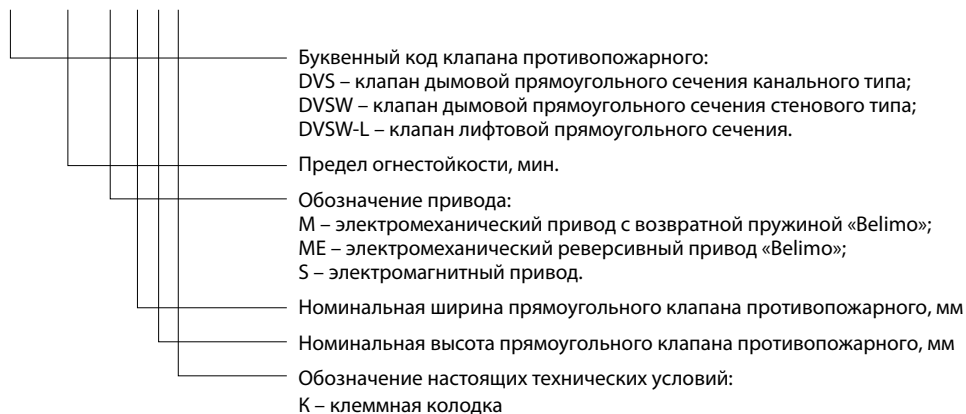 Буквенный код клапана противопожарного:
DVS – клапан дымовой прямоугольного сечения канального типа;
DVSW – клапан дымовой прямоугольного сечения стенового типа;
DVSW-L – клапан лифтовой прямоугольного сечения.
Предел огнестойкости, мин.
Обозначение привода:
M – электромеханический привод с возвратной пружиной «Belimo»;
ME – электромеханический реверсивный привод «Belimo»;
S – электромагнитный привод.
Номинальная ширина прямоугольного клапана противопожарного, мм
Номинальная высота прямоугольного клапана противопожарного, мм
Обозначение настоящих технических условий:
К – клеммная колодка